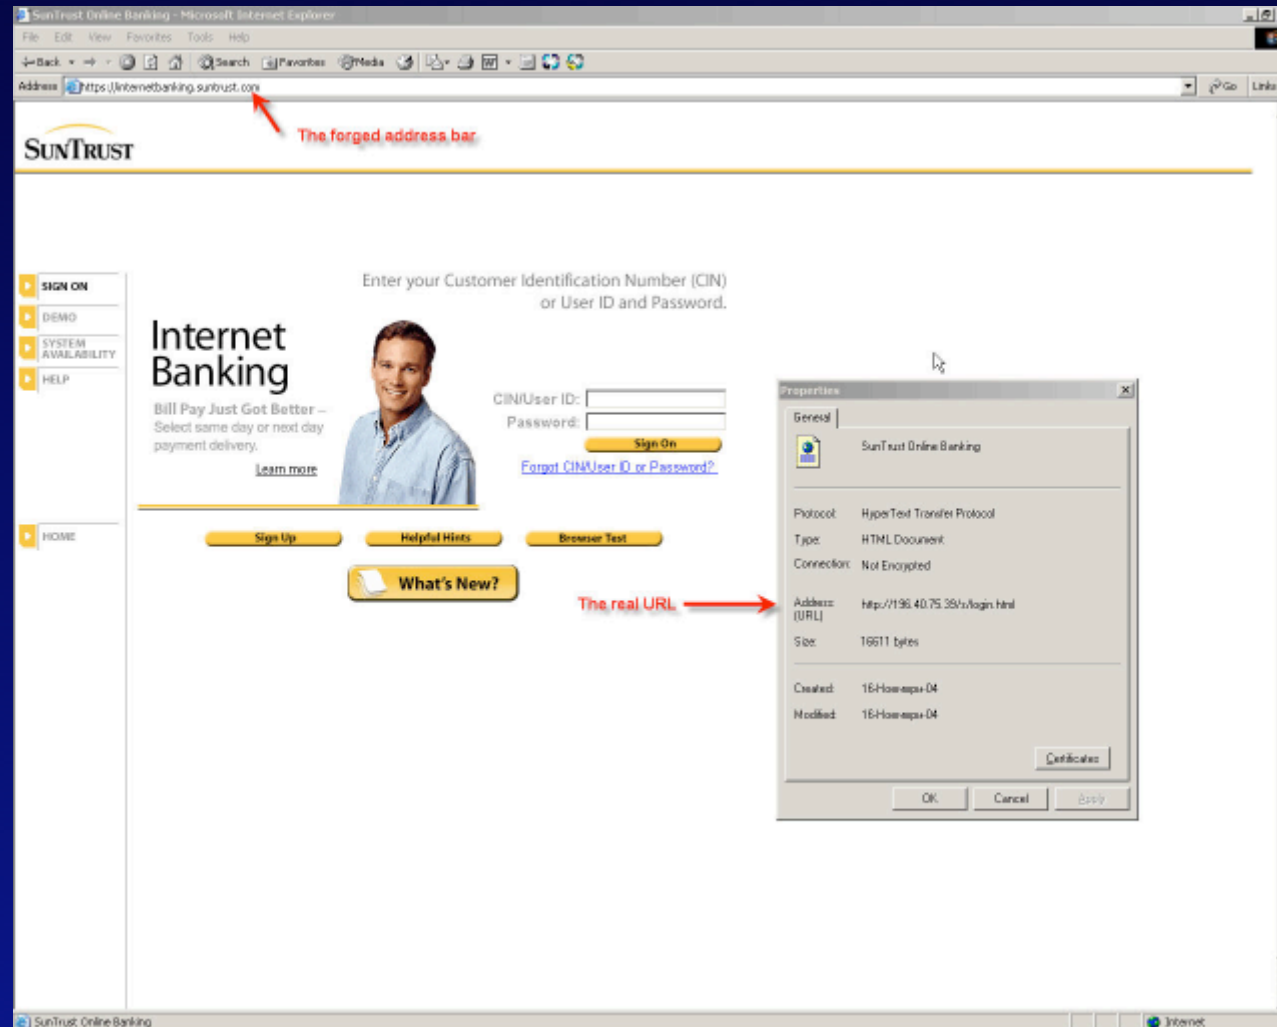 SunTrust Online Banking - Microsoft Internet Explorer
File Edit View Favorites Tools Help
Back Search Favorites Media
Address https://internetbanking.suntrust.com Go Links
The forged address bar
SUNTRUST
Enter your Customer Identification Number (CIN)
or User ID and Password.
SIGN ON
DEMO
SYSTEM
AVAILABILITY
HELP
Internet
Banking
Bill Pay Just Got Better –
Select same day or next day
payment delivery.
Learn more
CIN/User ID:
Password:
Sign On
Forgot CIN/User ID or Password?
HOME
Sign Up Helpful Hints Browser Test
What's New?
The real URL
Properties
General
SunTrust Online Banking
Protocol: HyperText Transfer Protocol
Type: HTML Document
Connection: Not Encrypted
Address: http://196.40.75.39/s/login.html
(URL)
Size: 16611 bytes
Created: 16-Ноември-04
Modified: 16-Ноември-04
Certificates
OK Cancel Apply
SunTrust Online Banking Internet